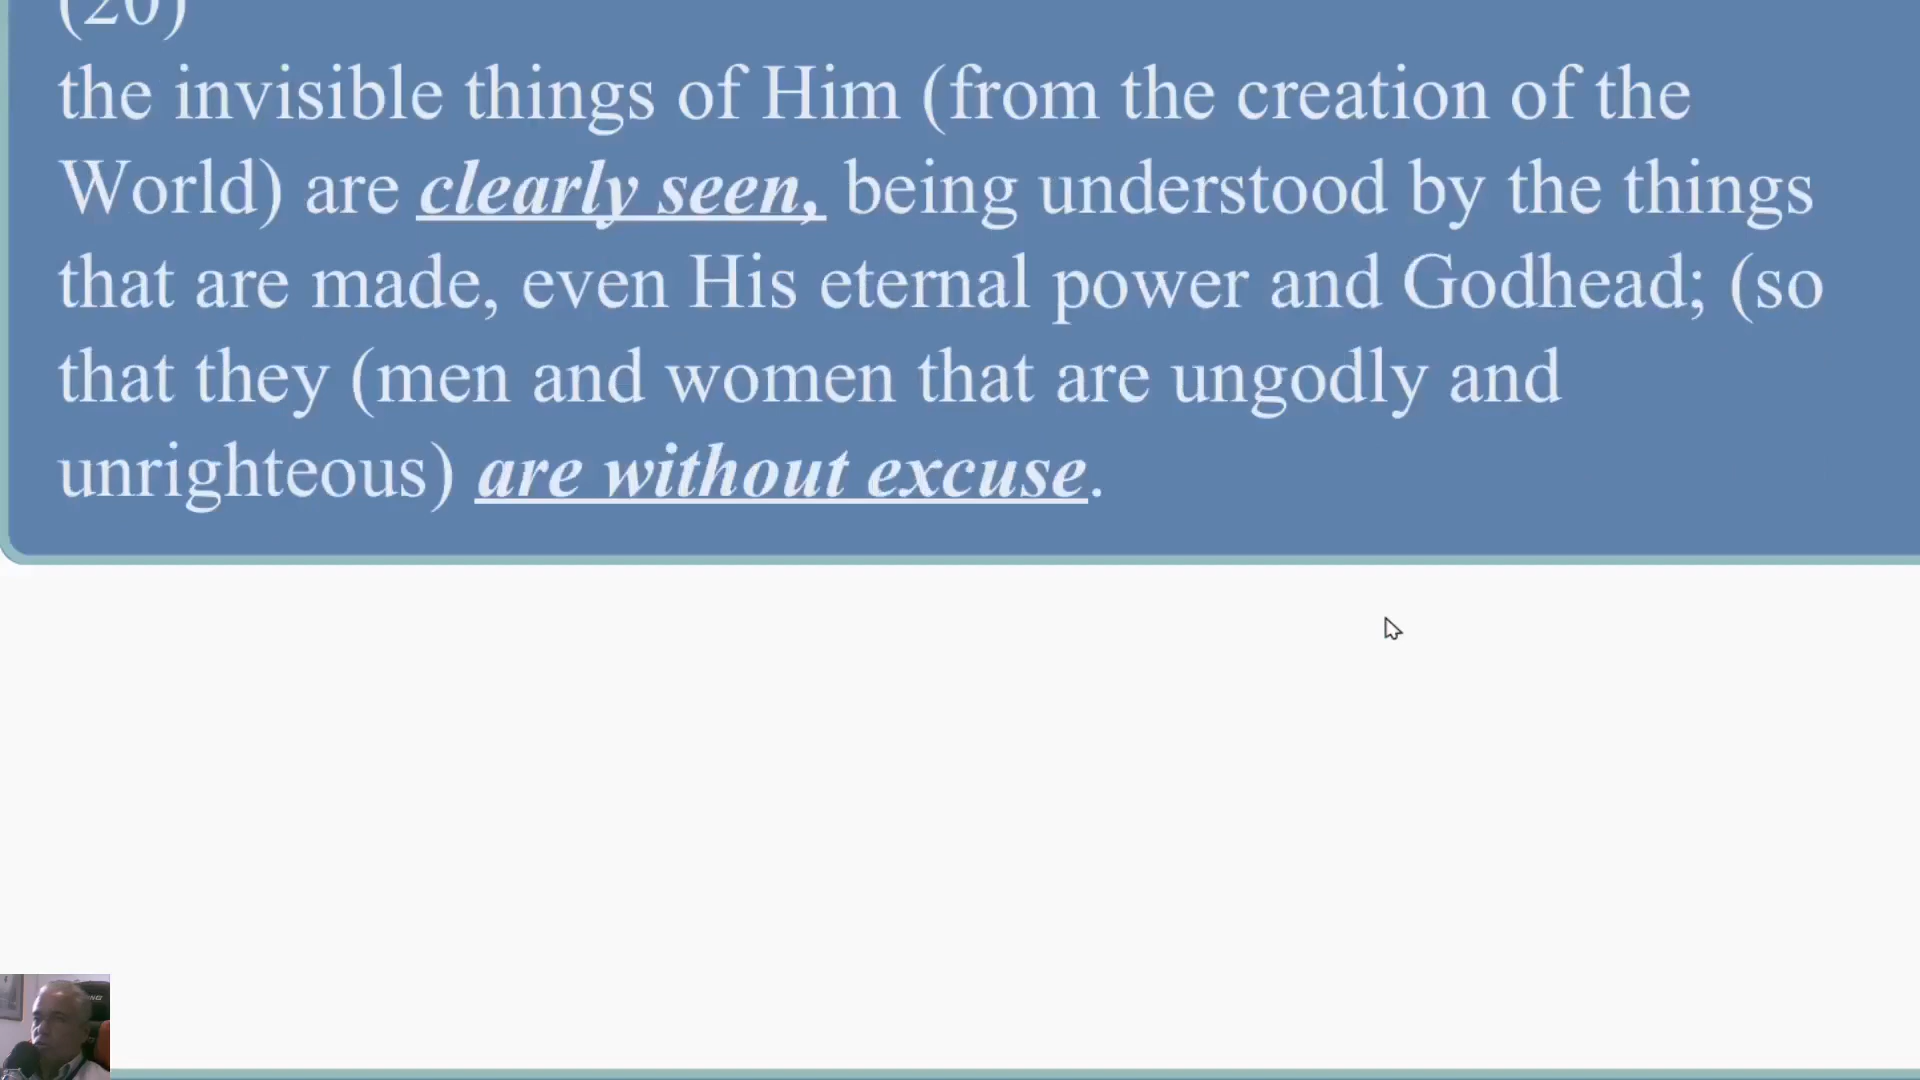 (20)
the invisible things of Him (from the creation of the
World) are clearly seen, being understood by the things
that are made, even His eternal power and Godhead; (so
that they (men and women that are ungodly and
unrighteous) are without excuse.